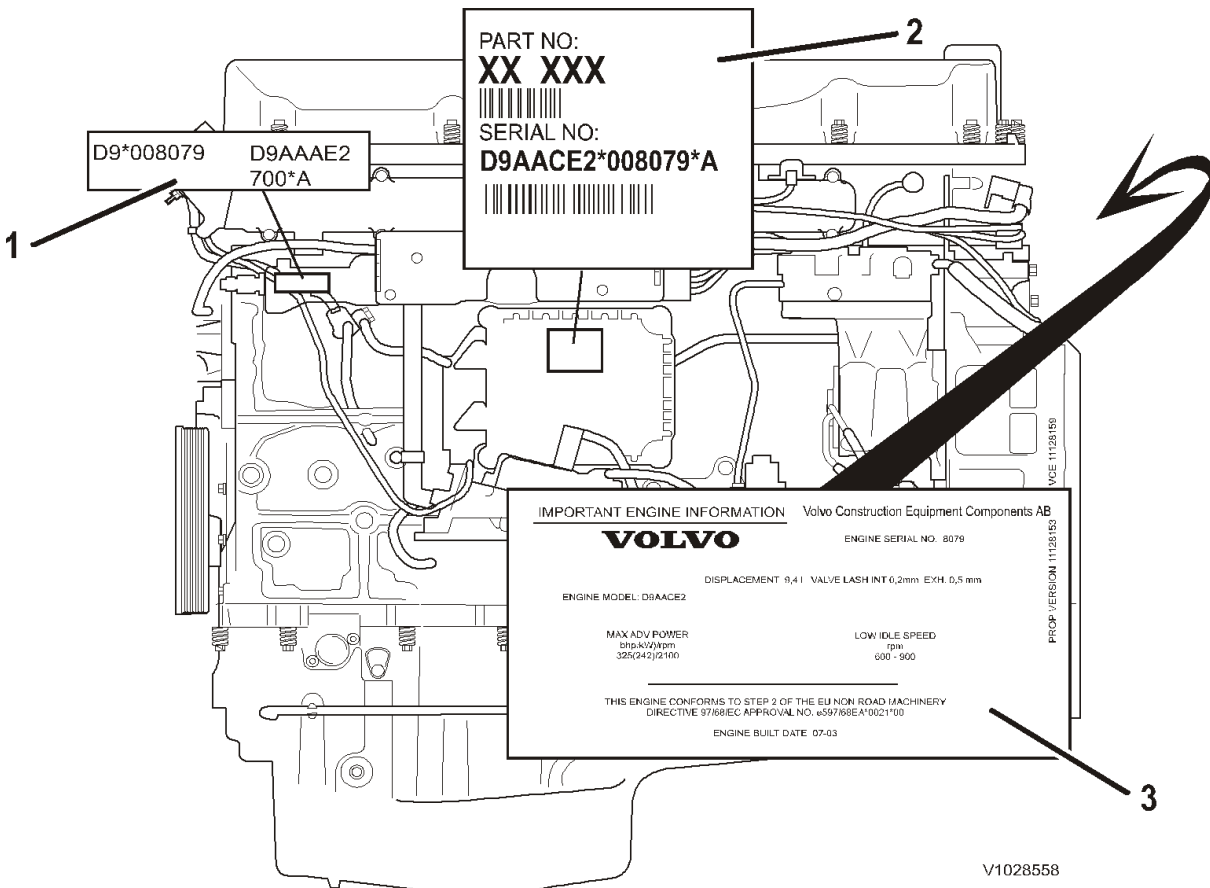 PART NO:
XX XXX
SERIAL NO:
D9AACE2*008079*A
2
D9*008079 D9AAAE2
700*A
1
IMPORTANT ENGINE INFORMATION Volvo Construction Equipment Components AB
VOLVO
ENGINE SERIAL NO. 8079
DISPLACEMENT 9,4 l VALVE LASH INT 0,2mm EXH. 0,5 mm
ENGINE MODEL: D9AACE2
MAX ADV POWER
bhp.kW)/rpm
325(242)/2100
LOW IDLE SPEED
rpm
600 - 900
THIS ENGINE CONFORMS TO STEP 2 OF THE EU NON ROAD MACHINERY
DIRECTIVE 97/68/EC APPROVAL NO. e597/68EA*0021*00
ENGINE BUILT DATE 07-03
PROP VERSION 11128153 VCE 11128159
3
V1028558